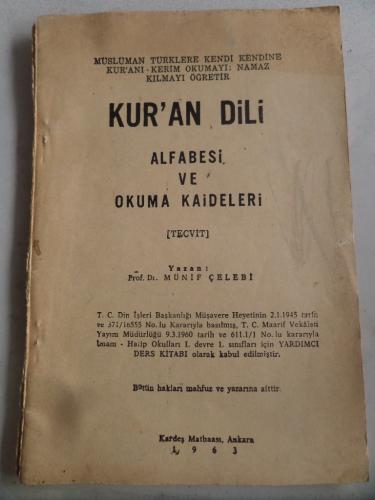 MÜSLÜMAN TÜRKLERE KENDİ KENDİNE
KUR'ANI - KERİM OKUMAYI; NAMAZ
KILMAYI ÖĞRETİR
KUR'AN DİLİ
ALFABESİ
VE
OKUMA KAİDELERİ
[TECVİT]
Yazan:
Prof. Dr. MÜNİF ÇELEBİ
T. C. Din İşleri Başkanlığı Müşavere Heyetinin 2.1.1945 tarih
ve 371/in555 No.lu Kararıyla basılmış, T. C. Maarif Vekâleti
Yayım Müdürlüğü 9.3.1960 tarih ve 611.1/1 No.lu kararıyla
İmam - Hatip Okulları I. devre 1. sınıfları için YARDIMCI
DERS KİTABI olarak kabul edilmiştir.
Bütün hakları mahfuz ve yazarına aittir.
Kardeş Matbaası, Ankara
1963